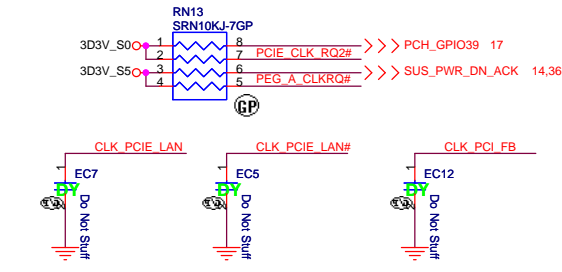 RN13
SRN10KJ-7GP
3D3V_S0 1 8 PCH_GPIO39 17
2 7 PCIE_CLK_RQ2#
3D3V_S5 3 6 SUS_PWR_DN_ACK 14,36
4 5 PEG_A_CLKRQ#
GP
CLK_PCIE_LAN CLK_PCIE_LAN# CLK_PCI_FB
1 1 1
EC7 EC5 EC12
DY DY DY
Do Not Stuff Do Not Stuff Do Not Stuff